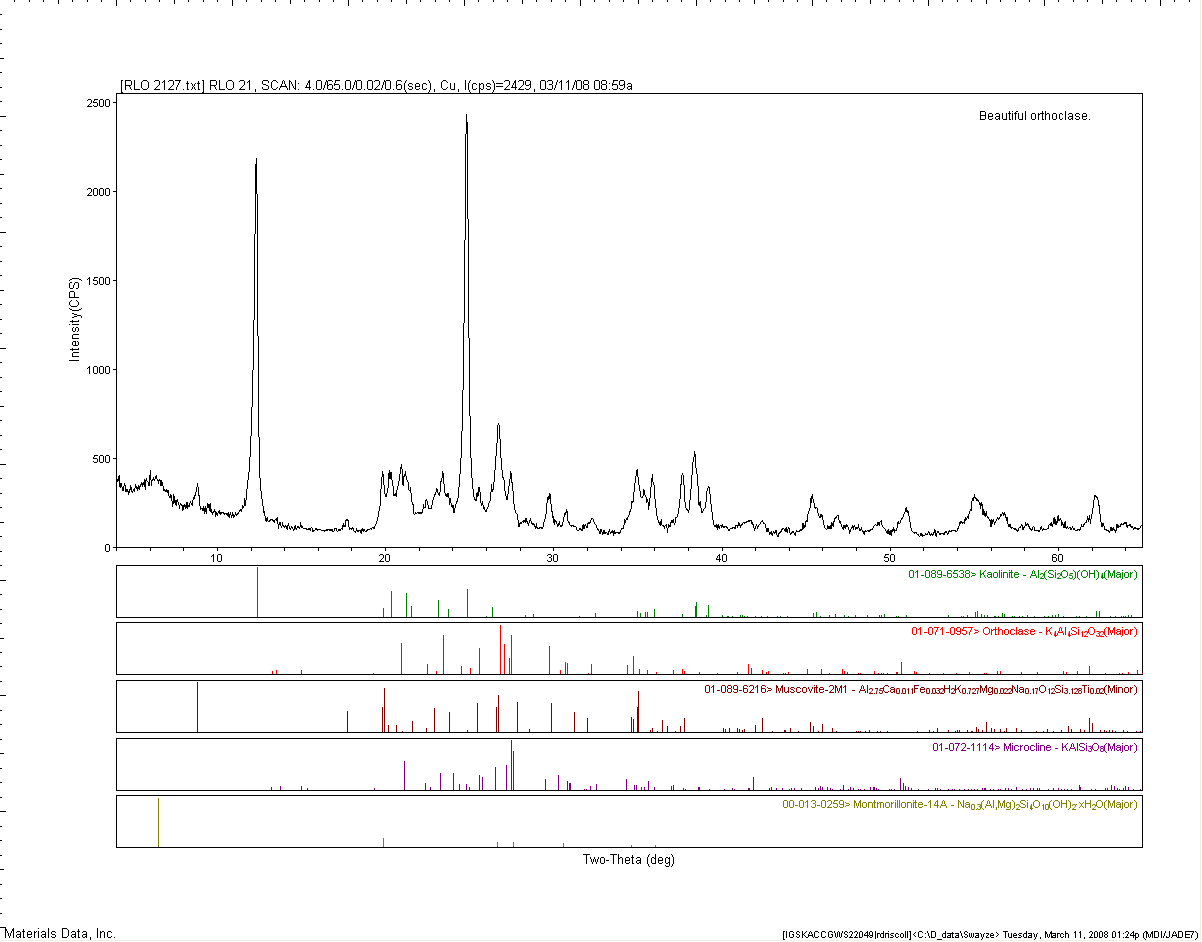 [RLO 2127.txt] RLO 21, SCAN: 4.0/65.0/0.02/0.6(sec), Cu, I(cps)=2429, 03/11/08 08:59a
Beautiful orthoclase.
2500
2000
1500
1000
500
0
Intensity(CPS)
10 20 30 40 50 60
01-089-6538> Kaolinite - Al2(Si2O5)(OH)4(Major)
01-071-0957> Orthoclase - K4Al4Si12O32(Major)
01-089-6216> Muscovite-2M1 - Al2.75Ca0.011Fe0.032H2K0.727Mg0.022Na0.17O12Si3.128Ti0.02(Minor)
01-072-1114> Microcline - KAlSi3O8(Major)
00-013-0259> Montmorillonite-14A - Na0.3(Al,Mg)2Si4O10(OH)2·xH2O(Major)
Two-Theta (deg)
Materials Data, Inc.
[IGSKACCGWS22049|rdriscoll]<C:\D_data\Swayze> Tuesday, March 11, 2008 01:24p (MDI/JADE7)